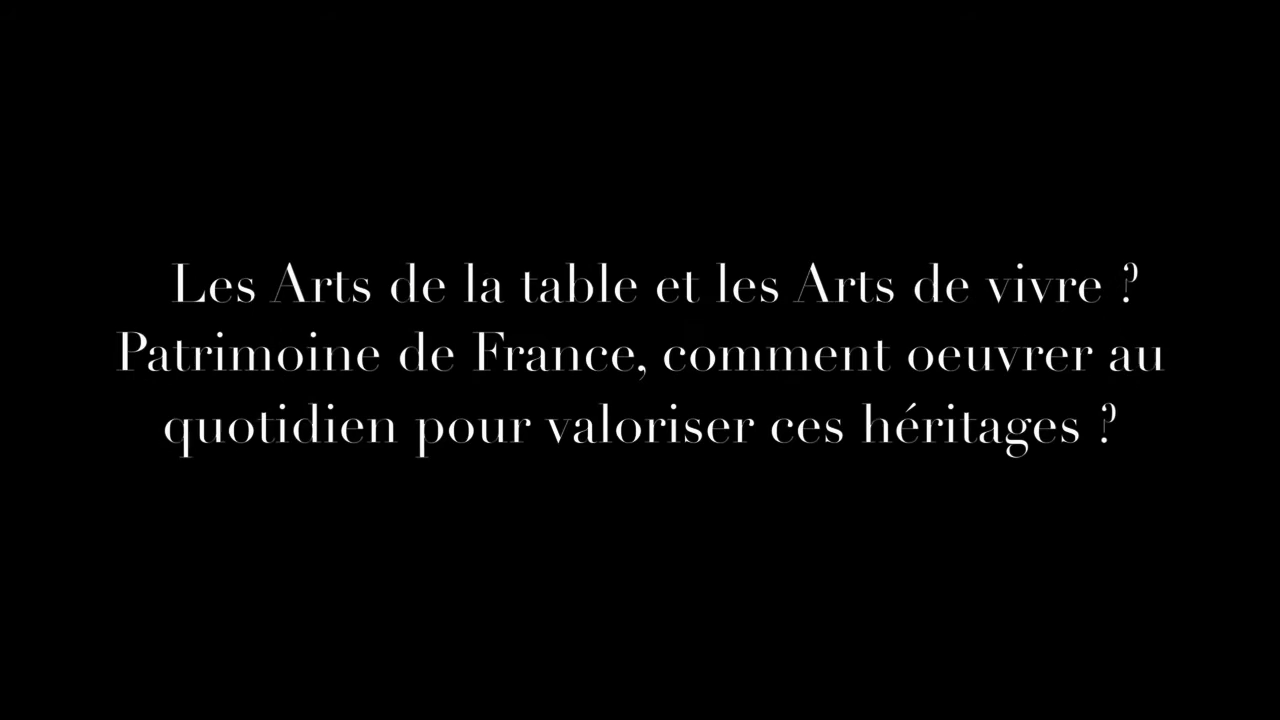 Les Arts de la table et les Arts de vivre ?
Patrimoine de France, comment oeuvrer au
quotidien pour valoriser ces héritages ?